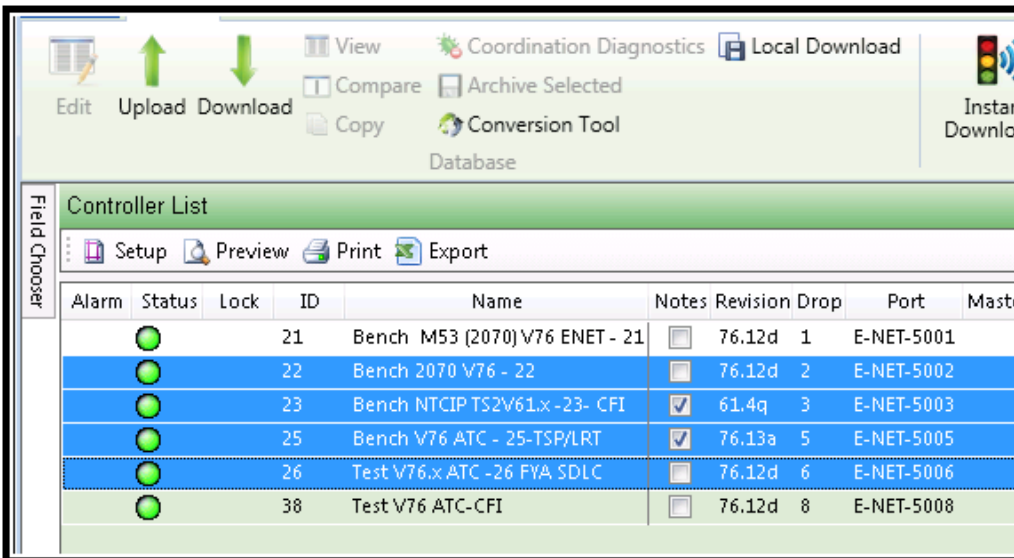 View Coordination Diagnostics Local Download
Edit Upload Download Compare Archive Selected
Copy Conversion Tool
Database
Field Chooser
Controller List
Setup Preview Print Export
Alarm Status Lock ID Name Notes Revision Drop Port
21 Bench M53 (2070) V76 ENET - 21 76.12d 1 E-NET-5001
22 Bench 2070 V76 - 22 76.12d 2 E-NET-5002
23 Bench NTCIP TS2V61.x -23- CFI 61.4q 3 E-NET-5003
25 Bench V76 ATC - 25-TSP/LRT 76.13a 5 E-NET-5005
26 Test V76.x ATC -26 FYA SDLC 76.12d 6 E-NET-5006
38 Test V76 ATC-CFI 76.12d 8 E-NET-5008